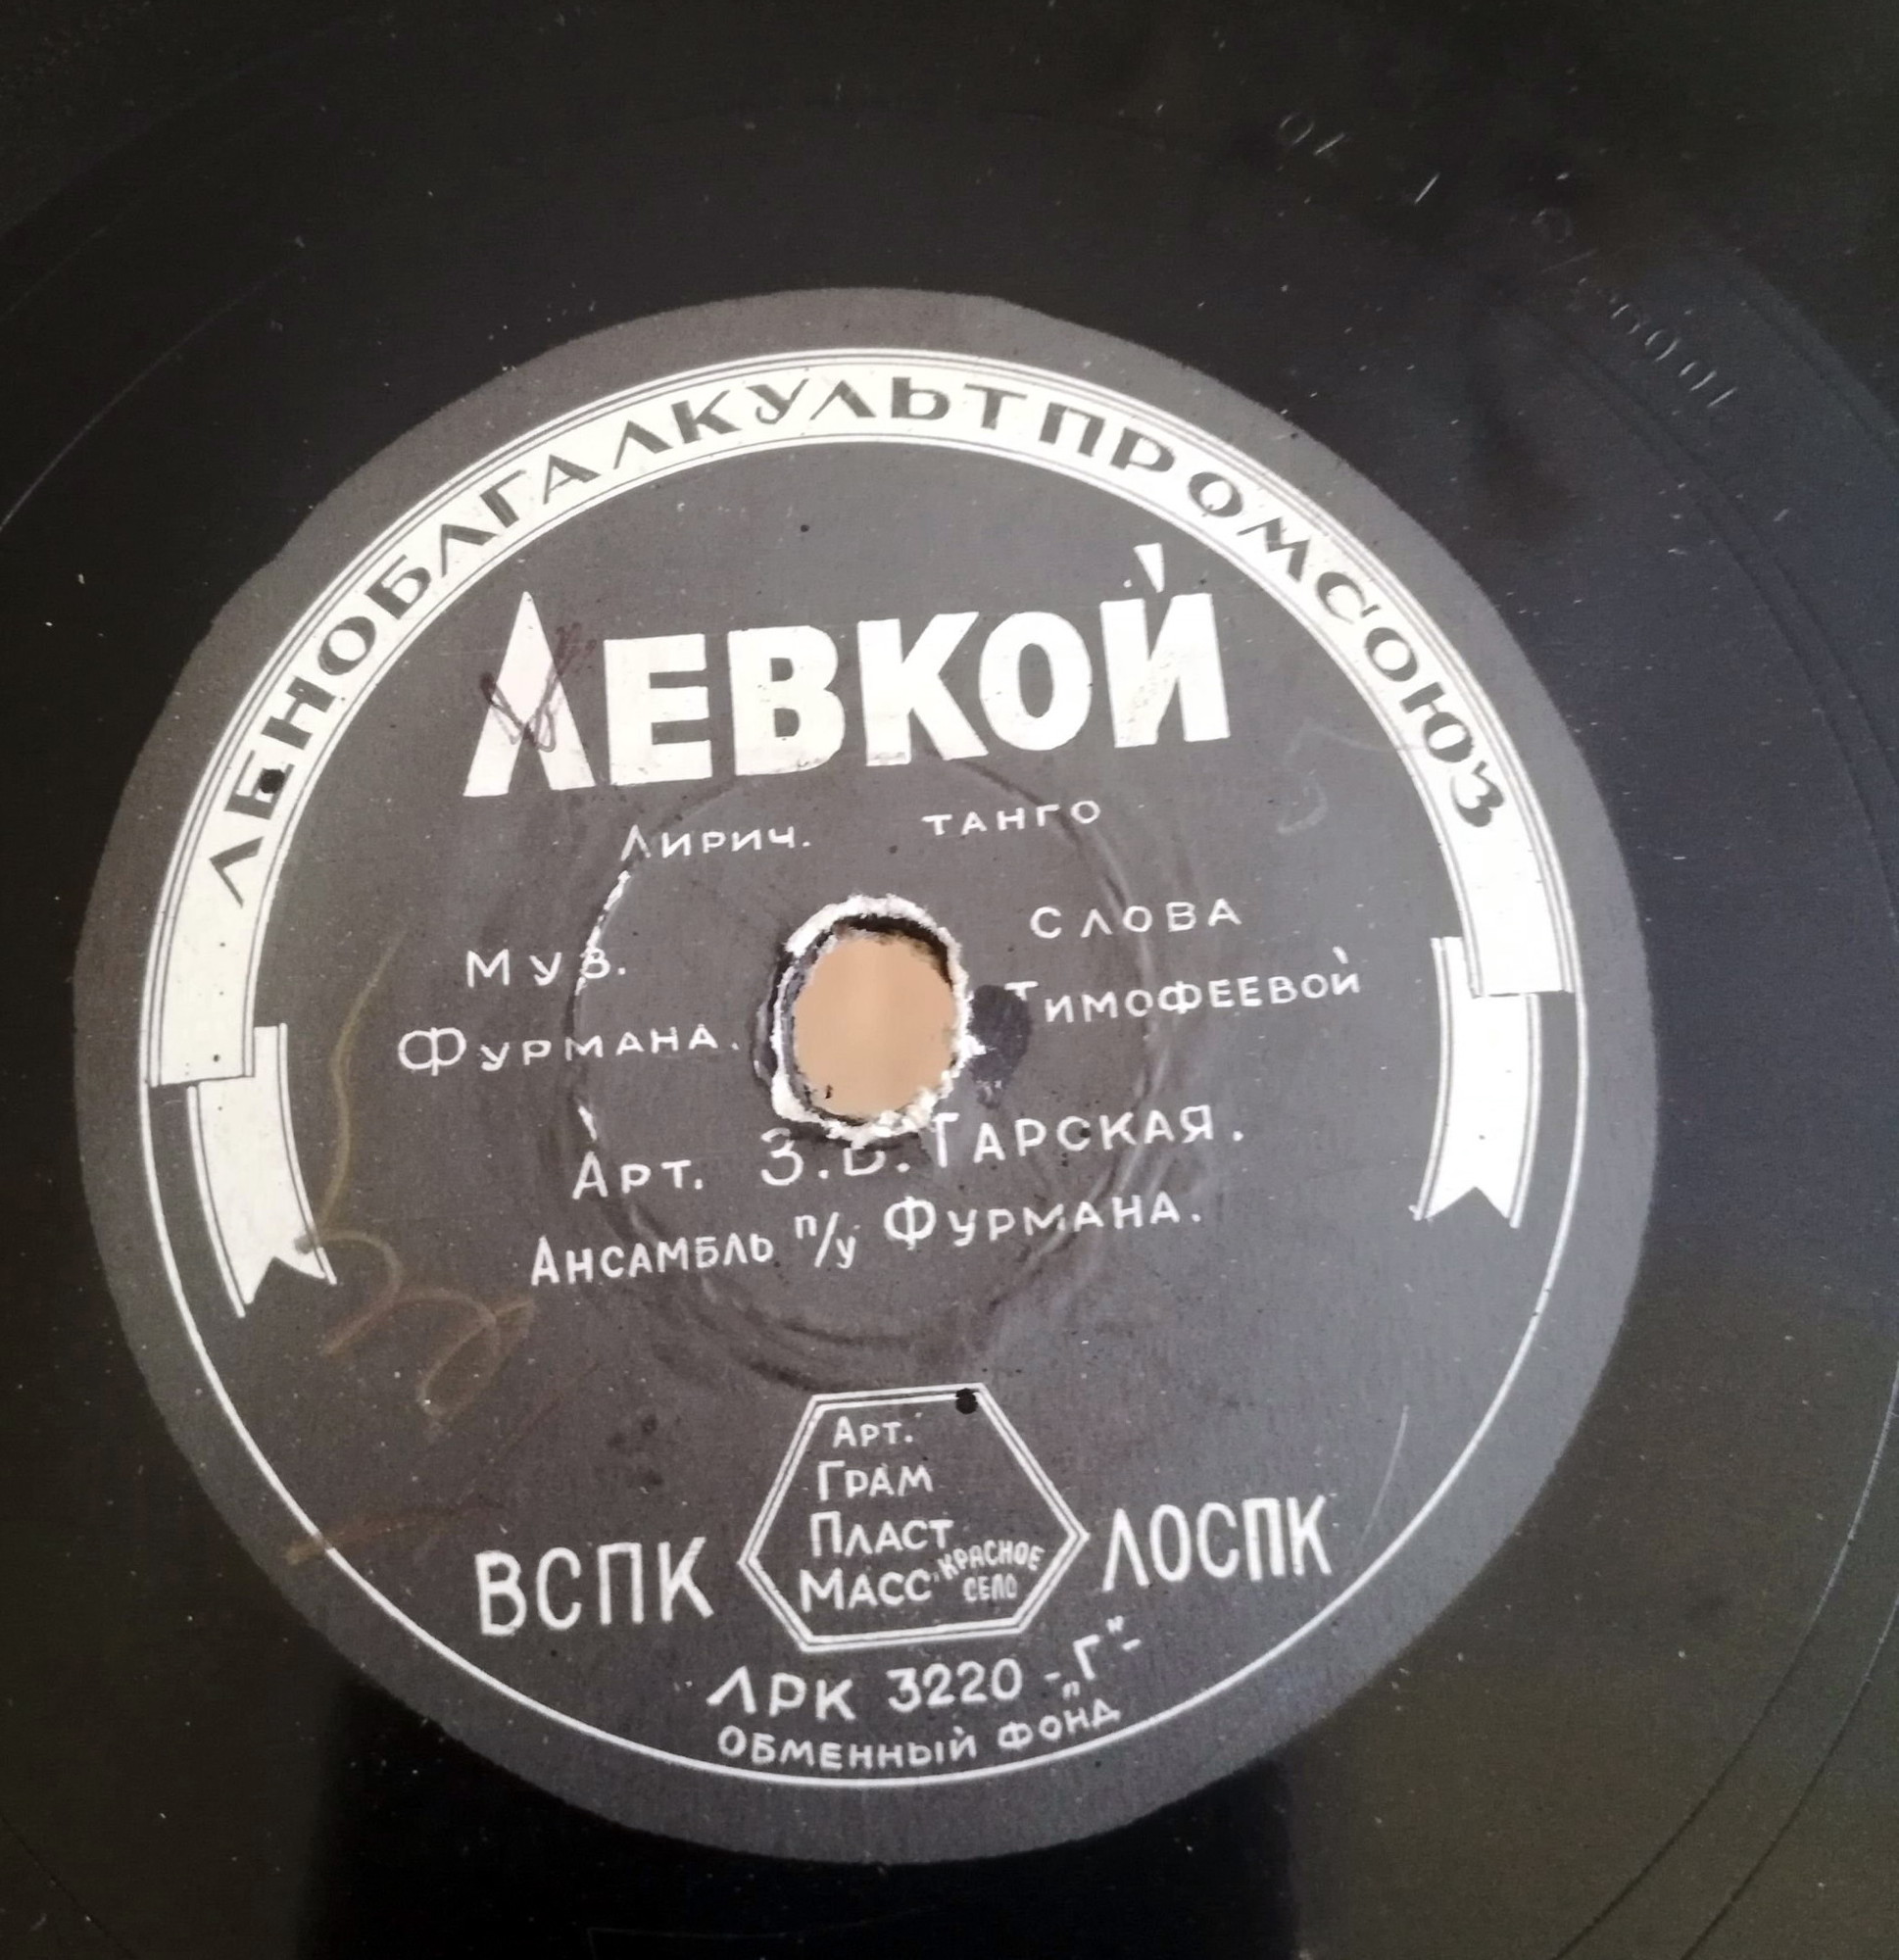 ЛБНОБЛГАЛКУЛЬТПРОМСОЮЗ
ЛЕВКОЙ
Лирич. танго
Муз. Фурмана.
Слова Тимофеевой
Арт. З.В. Тарская.
Ансамбль п/у Фурмана.
ВСПК
Арт.
Грам
Пласт
Масс
"Красное
Село
ЛОСПК
ЛРК 3220 -„Г"-
Обменный фонд